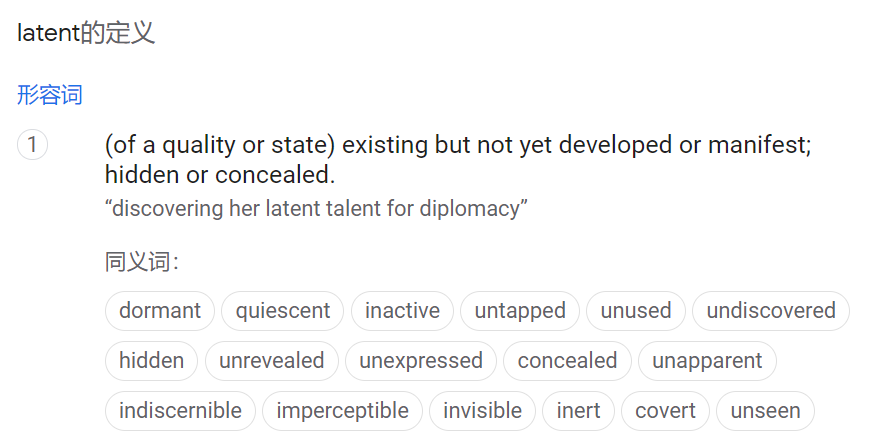 latent的定义
形容词
1
(of a quality or state) existing but not yet developed or manifest;
hidden or concealed.
“discovering her latent talent for diplomacy”
同义词：
dormant quiescent inactive untapped unused undiscovered
hidden unrevealed unexpressed concealed unapparent
indiscernible imperceptible invisible inert covert unseen